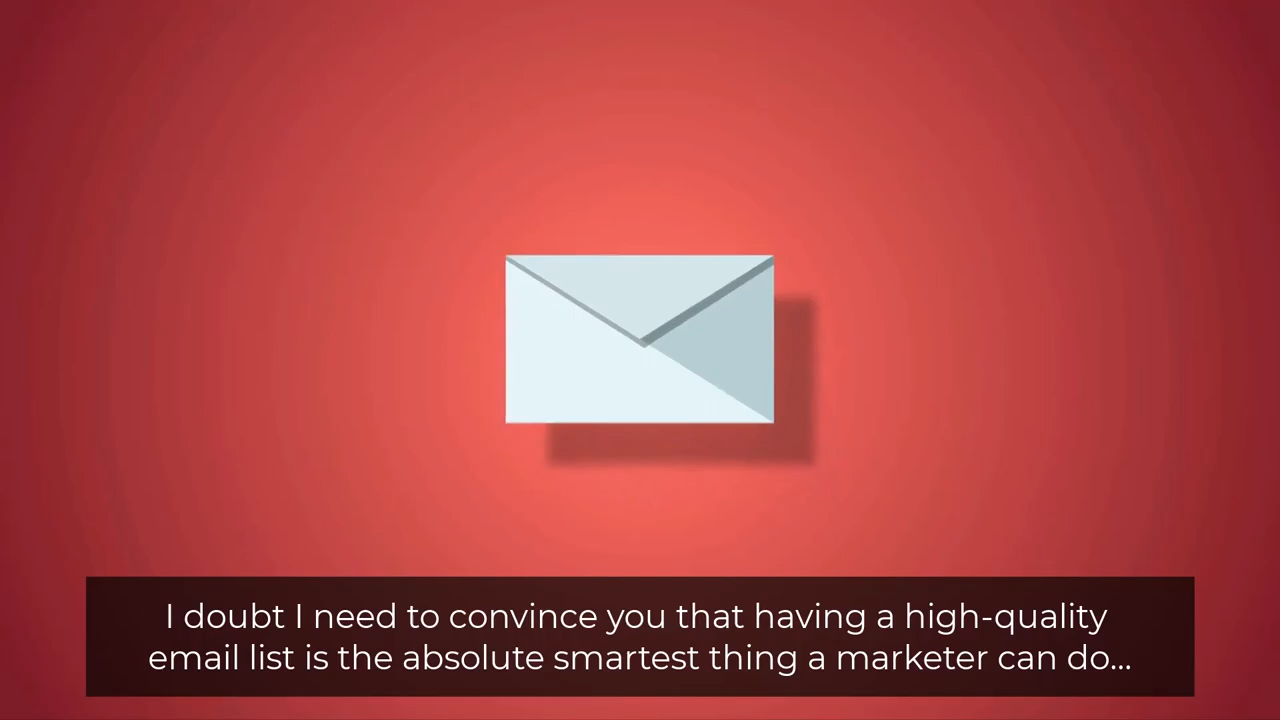 I doubt I need to convince you that having a high-quality
email list is the absolute smartest thing a marketer can do...